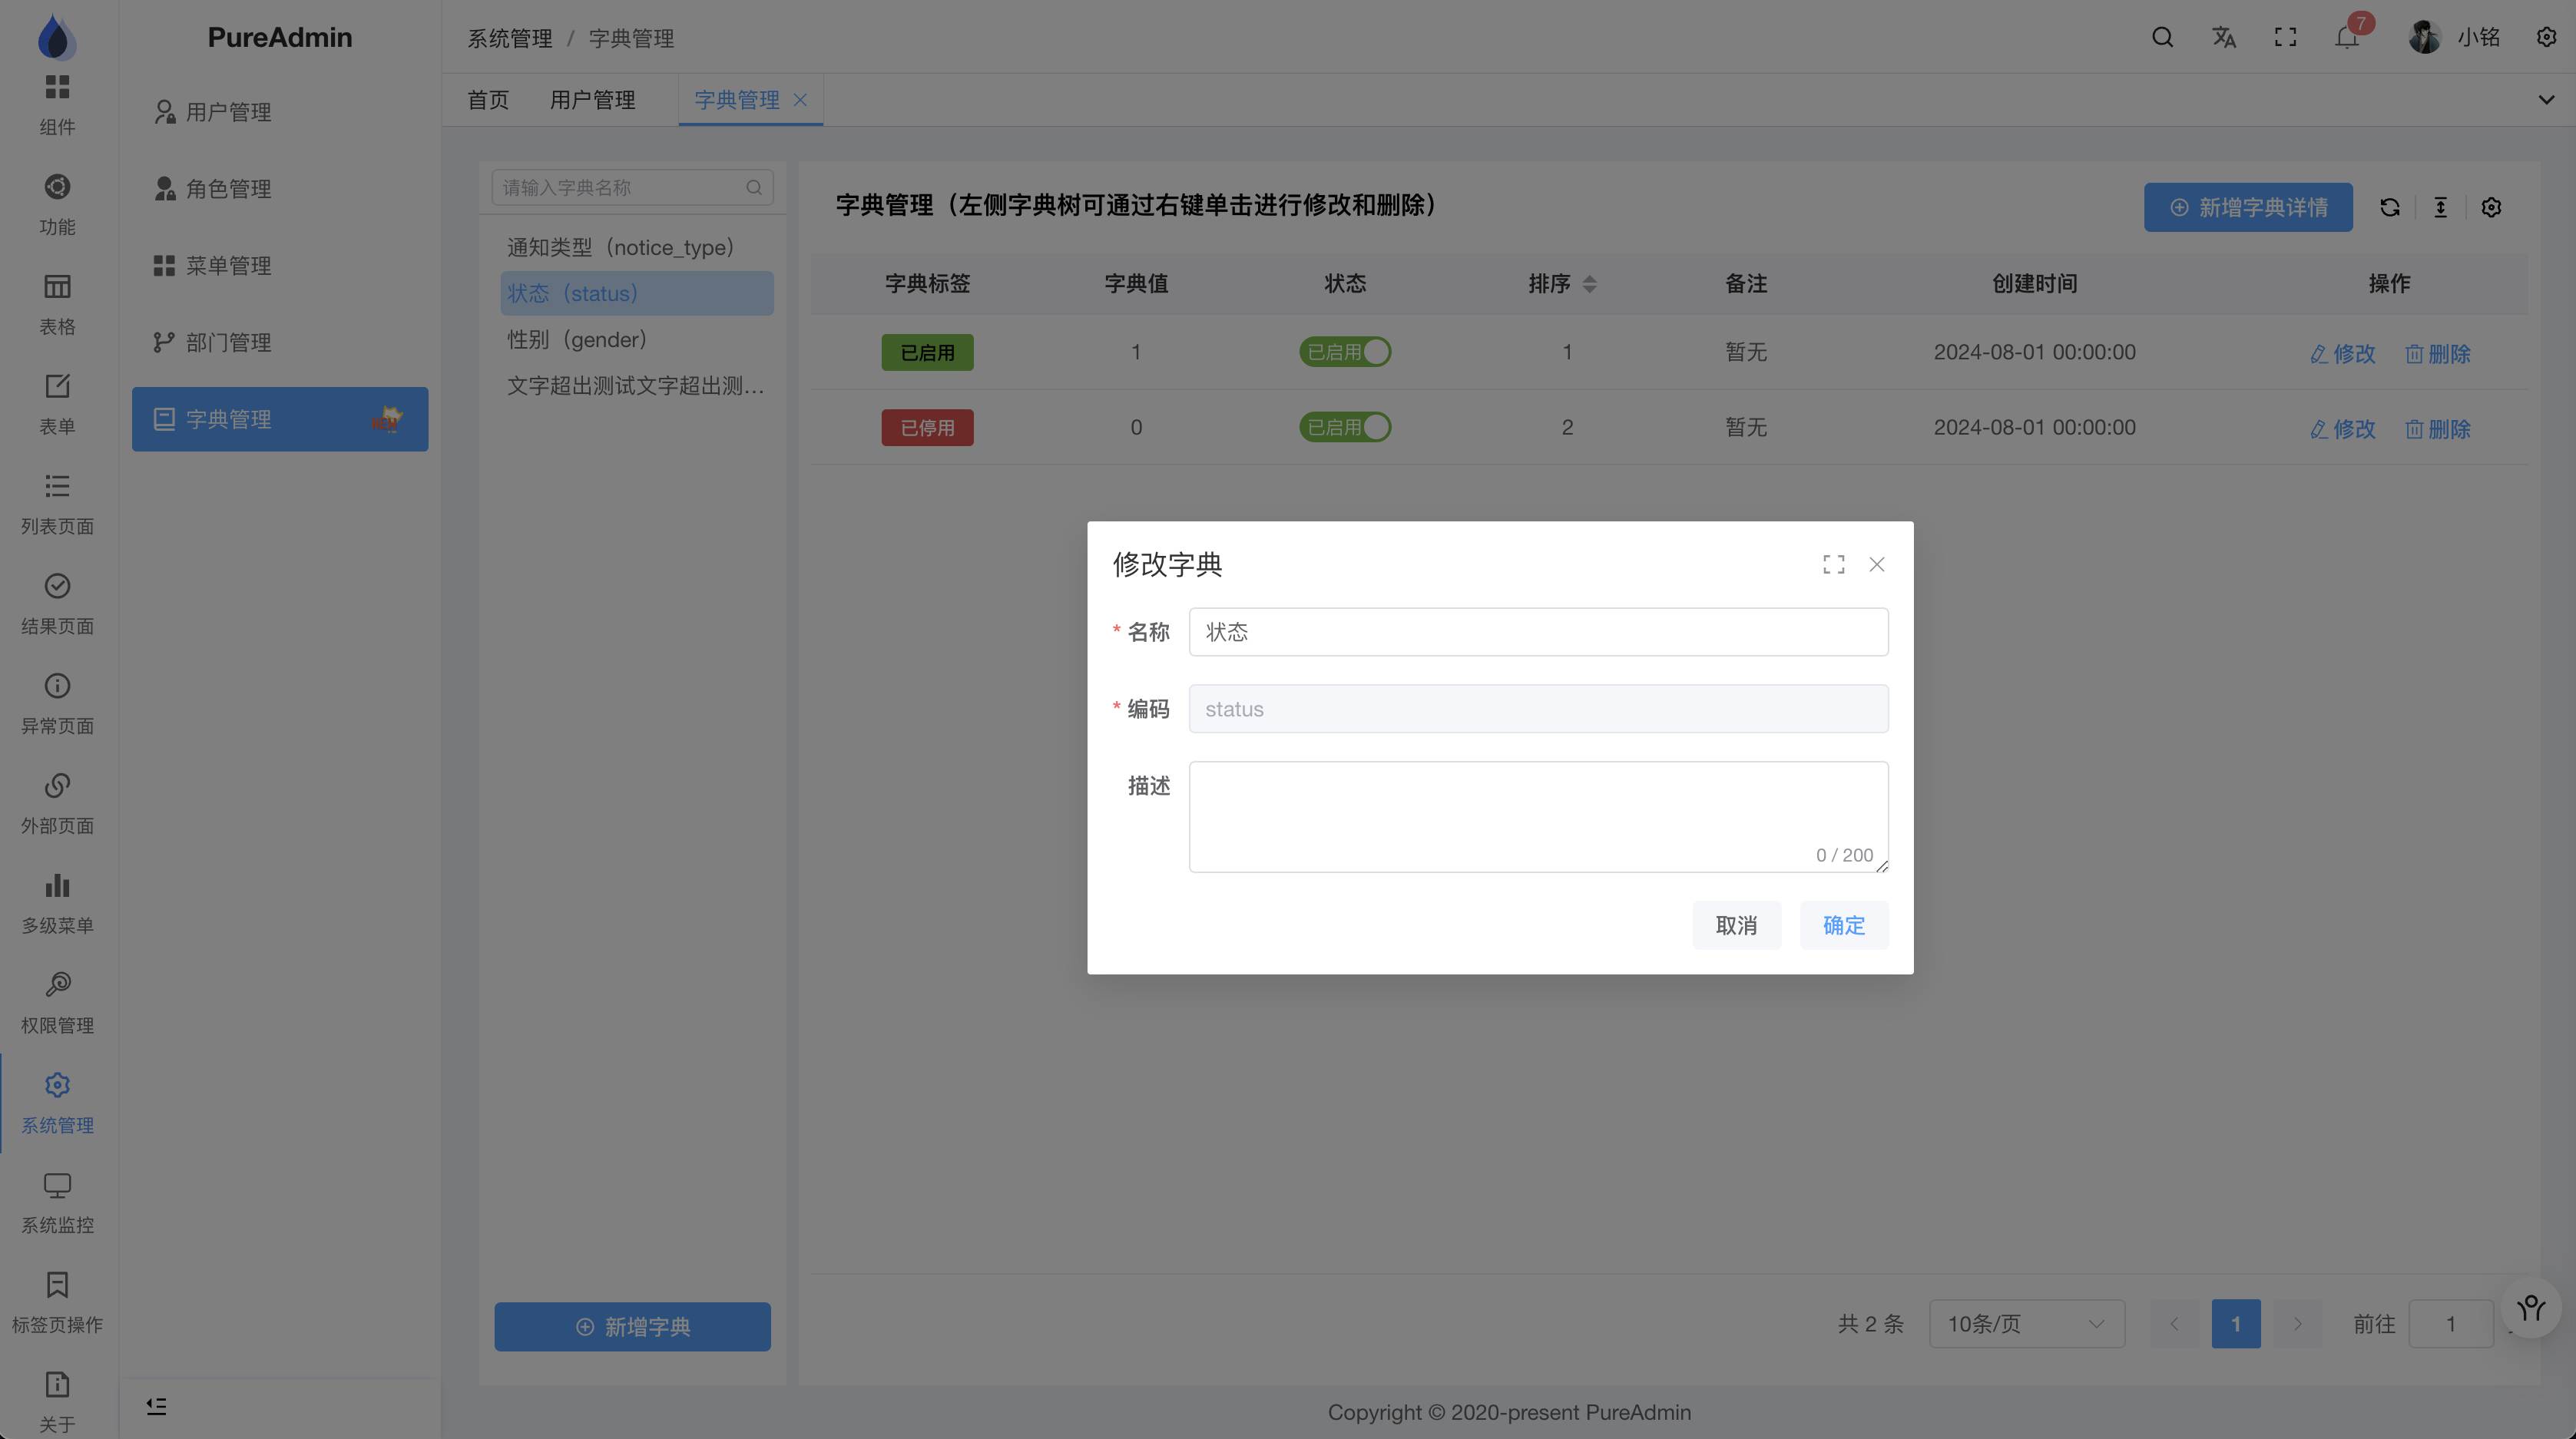 PureAdmin
系统管理 / 字典管理
7
小铭
首页
用户管理
字典管理
组件
功能
表格
表单
列表页面
结果页面
异常页面
外部页面
多级菜单
权限管理
系统管理
系统监控
标签页操作
关于
用户管理
角色管理
菜单管理
部门管理
字典管理
NEW
请输入字典名称
通知类型（notice_type）
状态（status）
性别（gender）
文字超出测试文字超出测...
新增字典
字典管理（左侧字典树可通过右键单击进行修改和删除）
新增字典详情
字典标签 字典值 状态 排序 备注 创建时间 操作
已启用 1 已启用 1 暂无 2024-08-01 00:00:00 修改 删除
已停用 0 已启用 2 暂无 2024-08-01 00:00:00 修改 删除
修改字典
* 名称 状态
* 编码 status
描述
0 / 200
取消 确定
共 2 条 10条/页 1 前往 1
Copyright © 2020-present PureAdmin